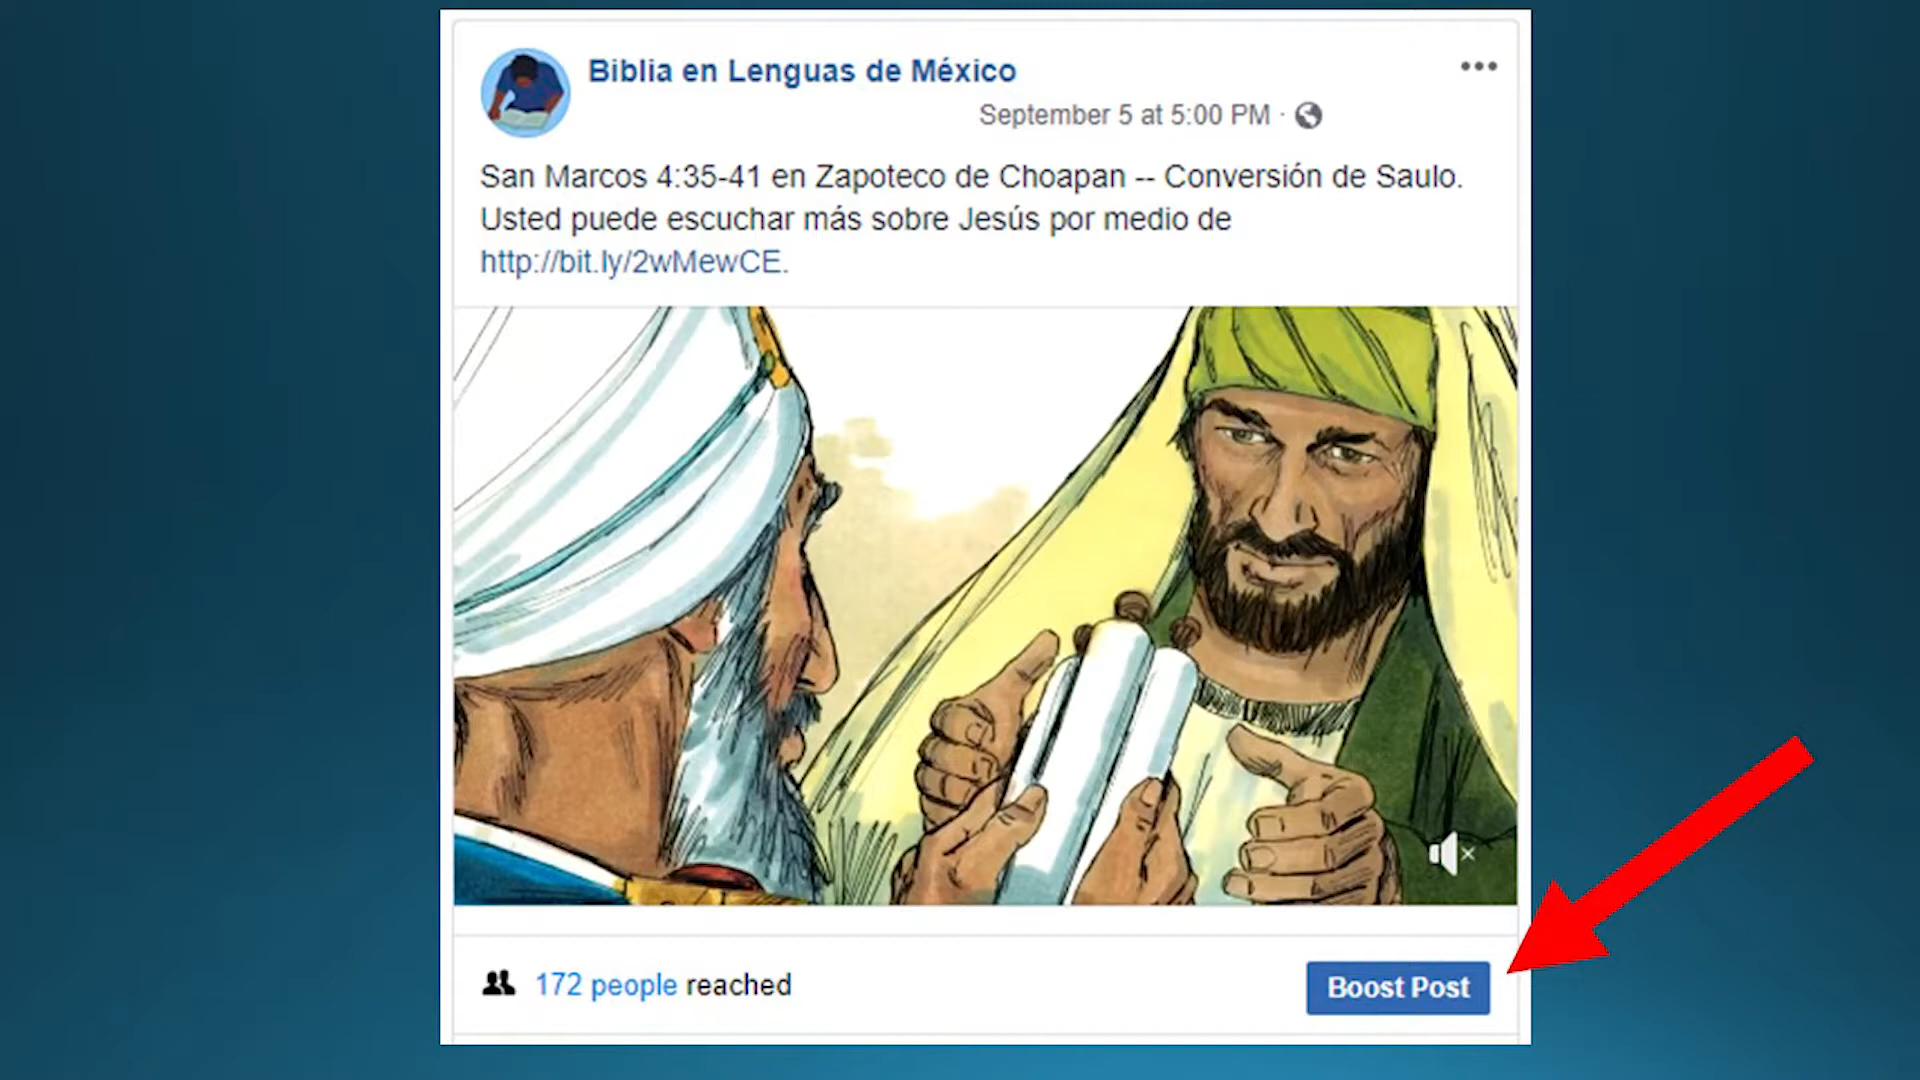 Biblia en Lenguas de México
September 5 at 5:00 PM ·
San Marcos 4:35-41 en Zapoteco de Choapan -- Conversión de Saulo.
Usted puede escuchar más sobre Jesús por medio de
http://bit.ly/2wMewCE.
172 people reached
Boost Post